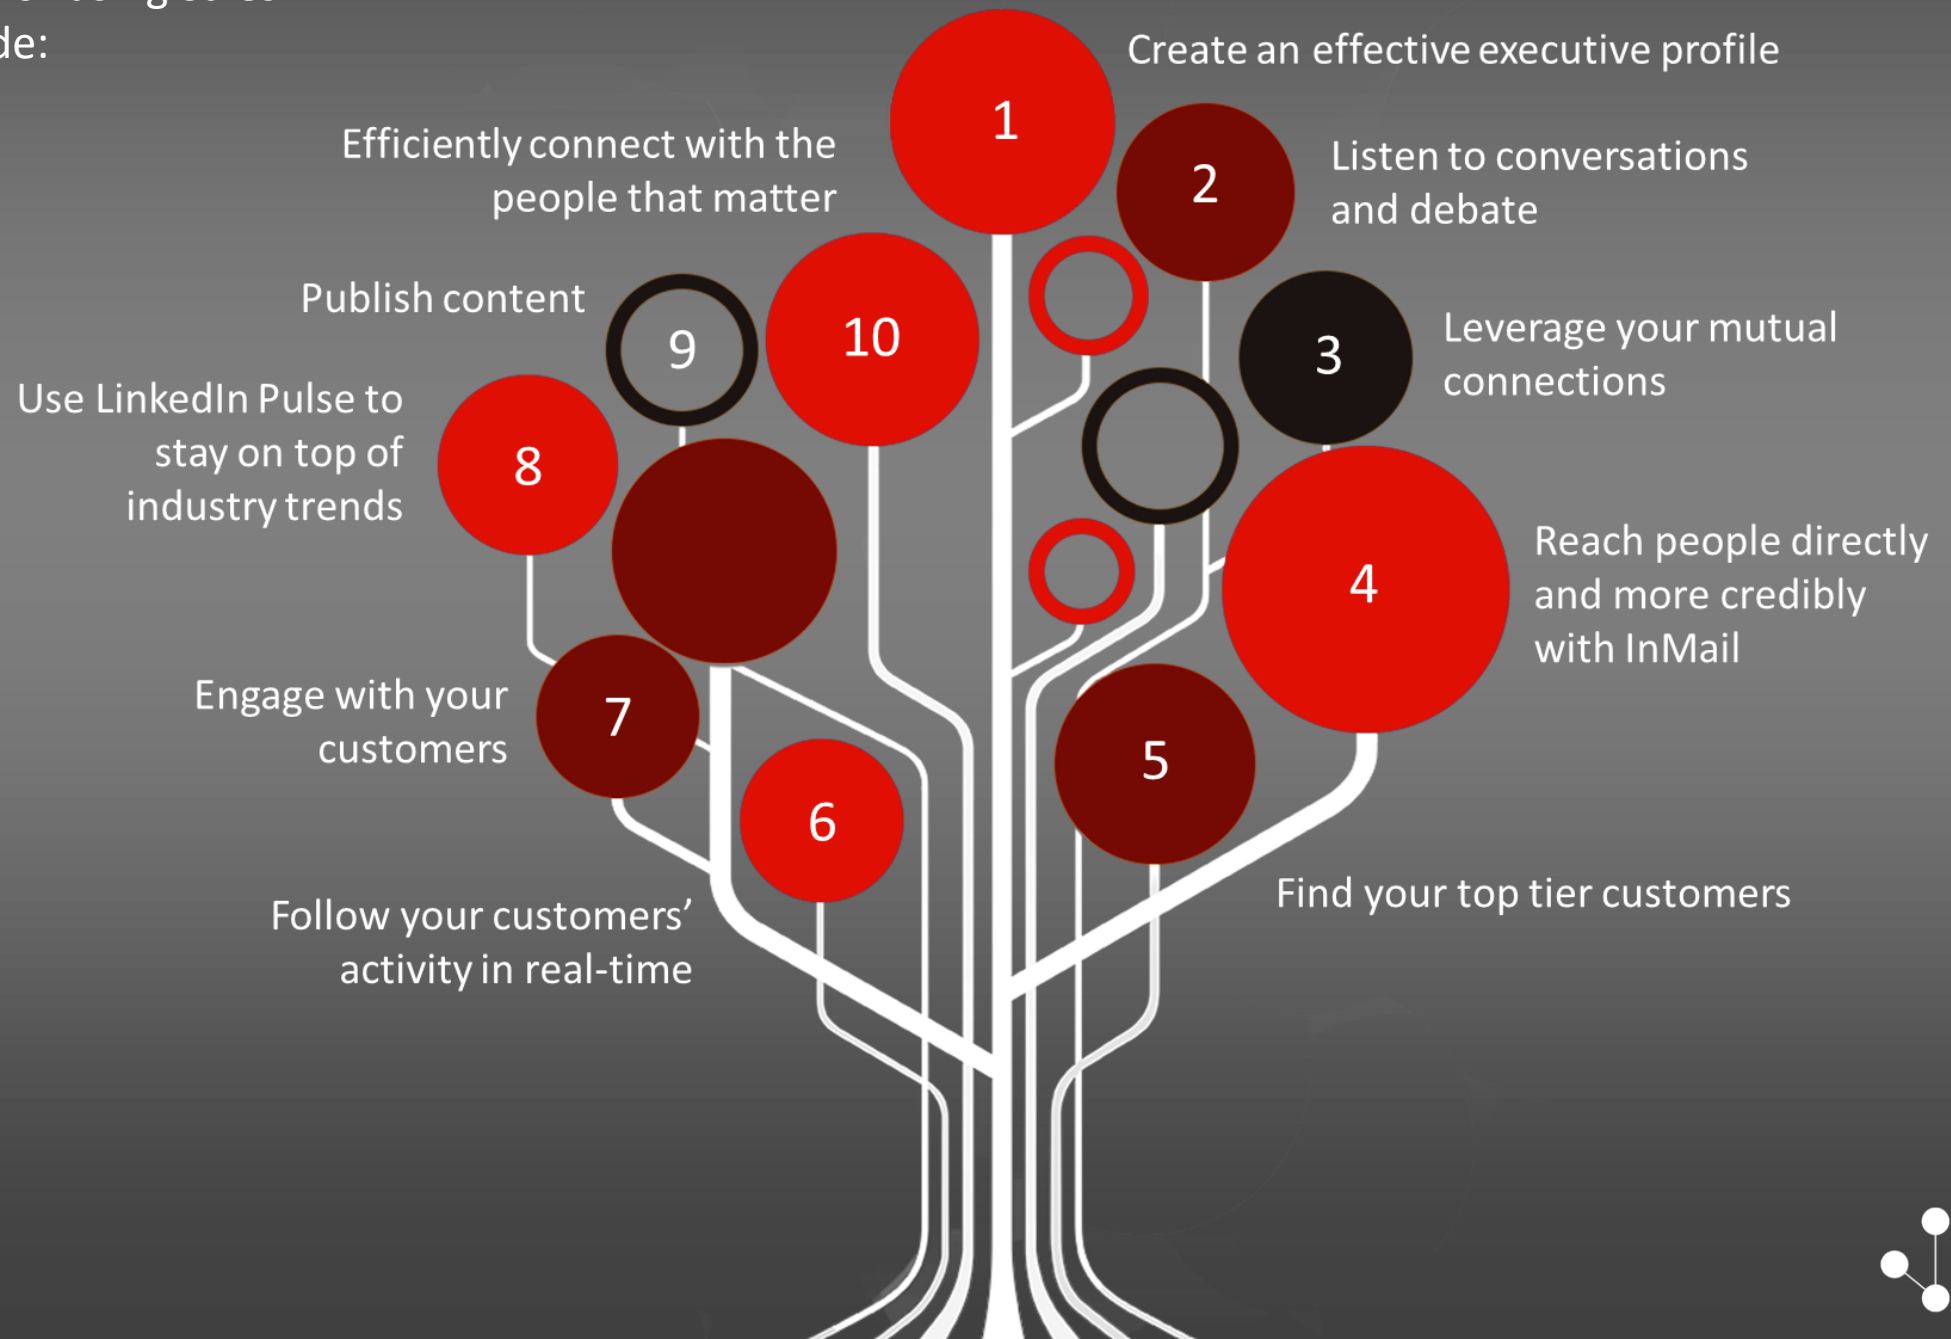 de:
1
Create an effective executive profile
2
Listen to conversations
and debate
3
Leverage your mutual
connections
4
Reach people directly
and more credibly
with InMail
5
Find your top tier customers
6
Follow your customers’
activity in real-time
7
Engage with your
customers
8
Use LinkedIn Pulse to
stay on top of
industry trends
9
Publish content
10
Efficiently connect with the
people that matter